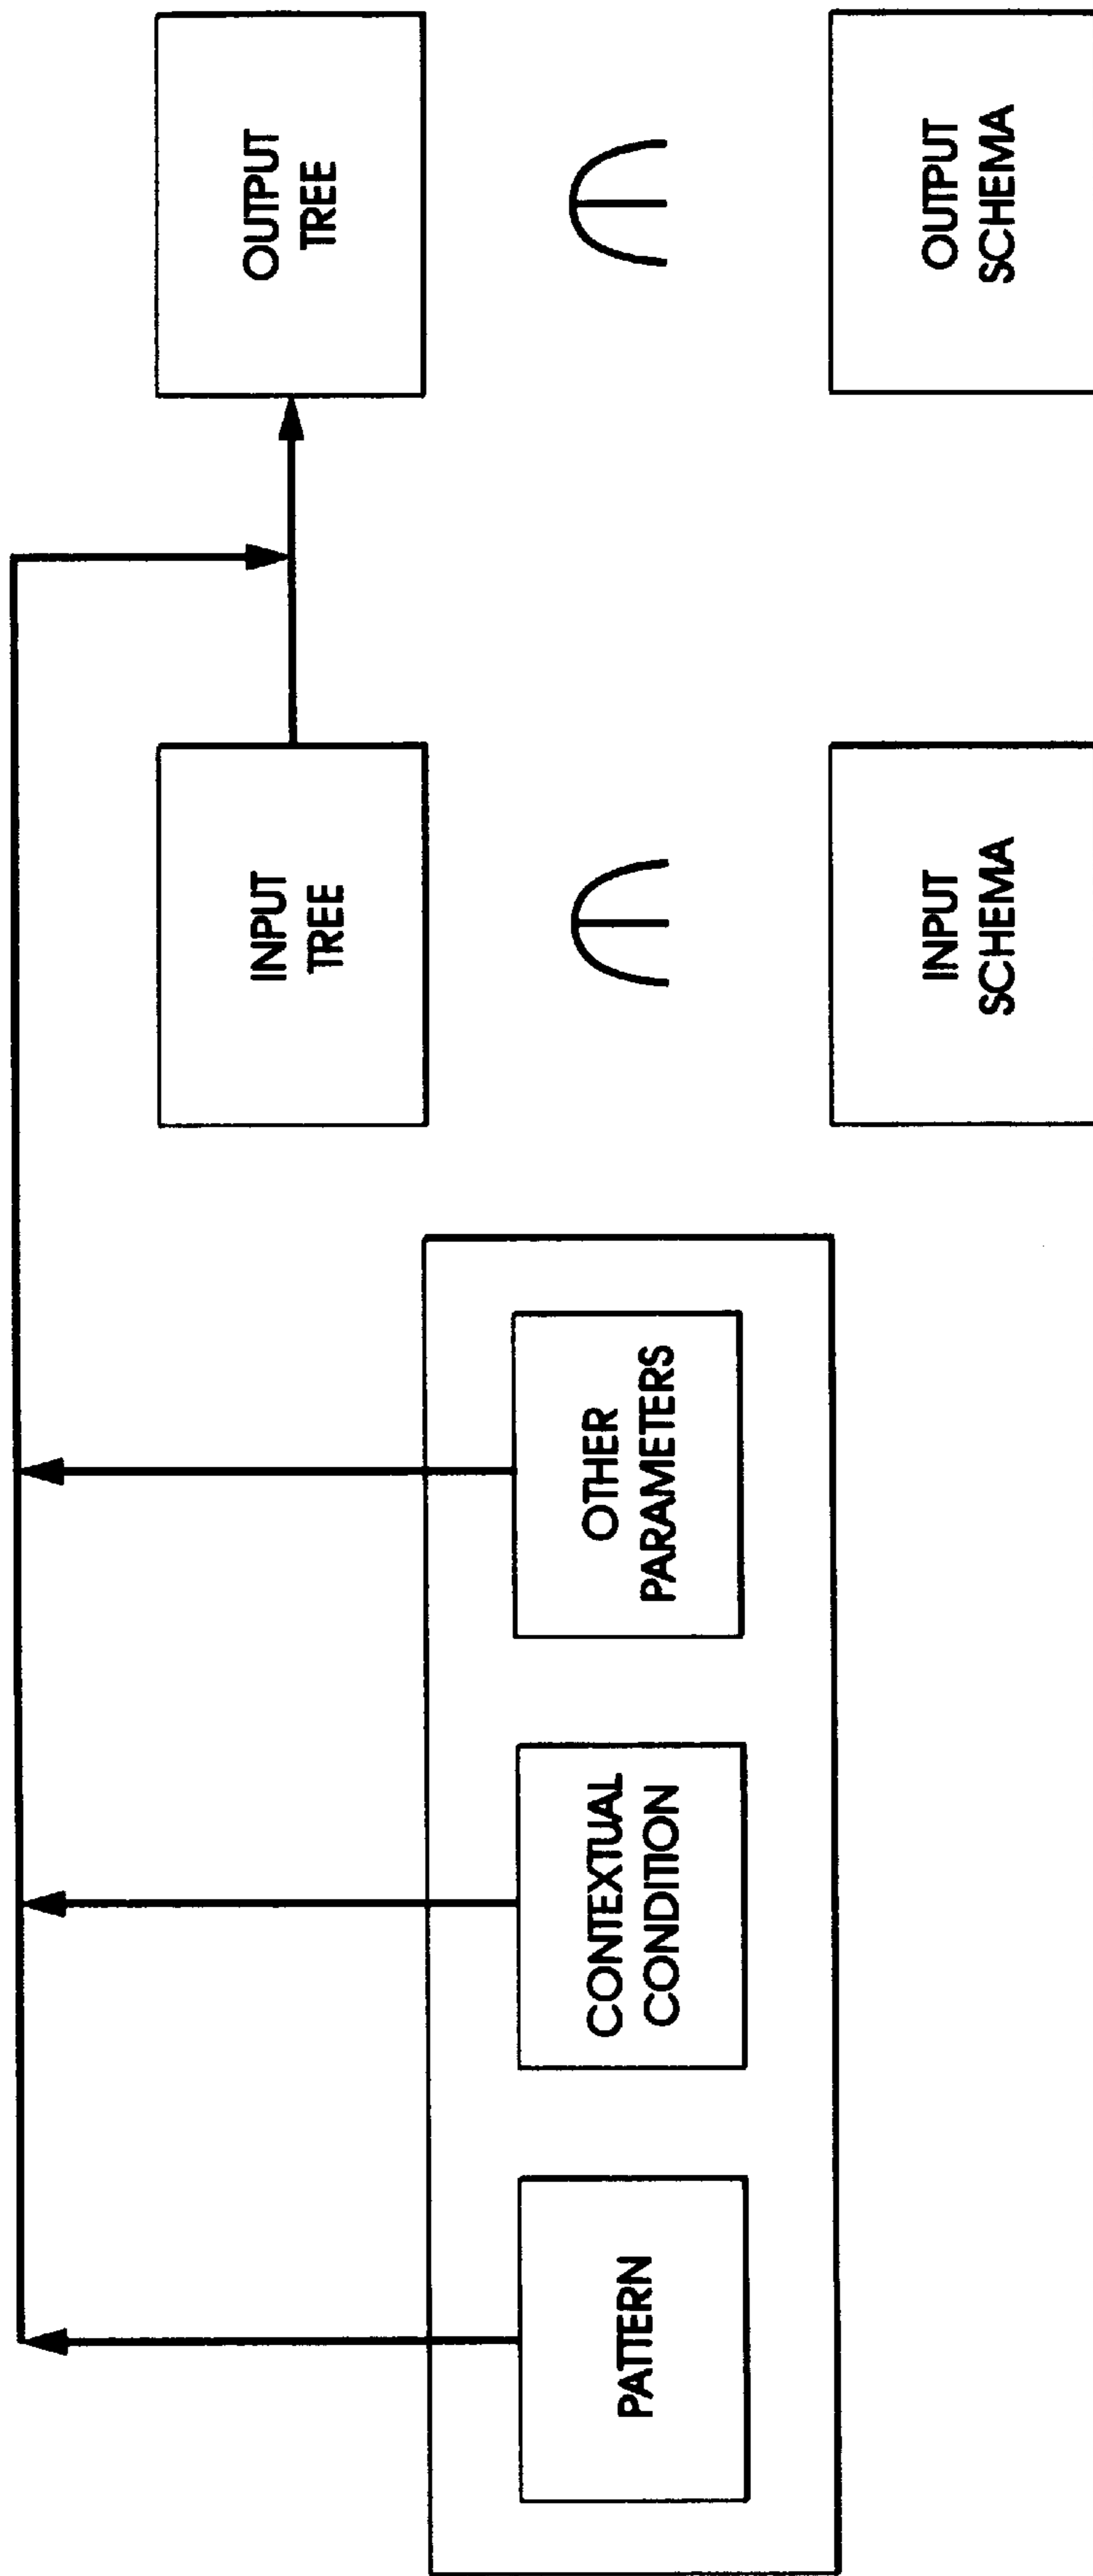 INPUT
TREE
OUTPUT
TREE
PATTERN
CONTEXTUAL
CONDITION
OTHER
PARAMETERS
∈
∈
INPUT
SCHEMA
OUTPUT
SCHEMA